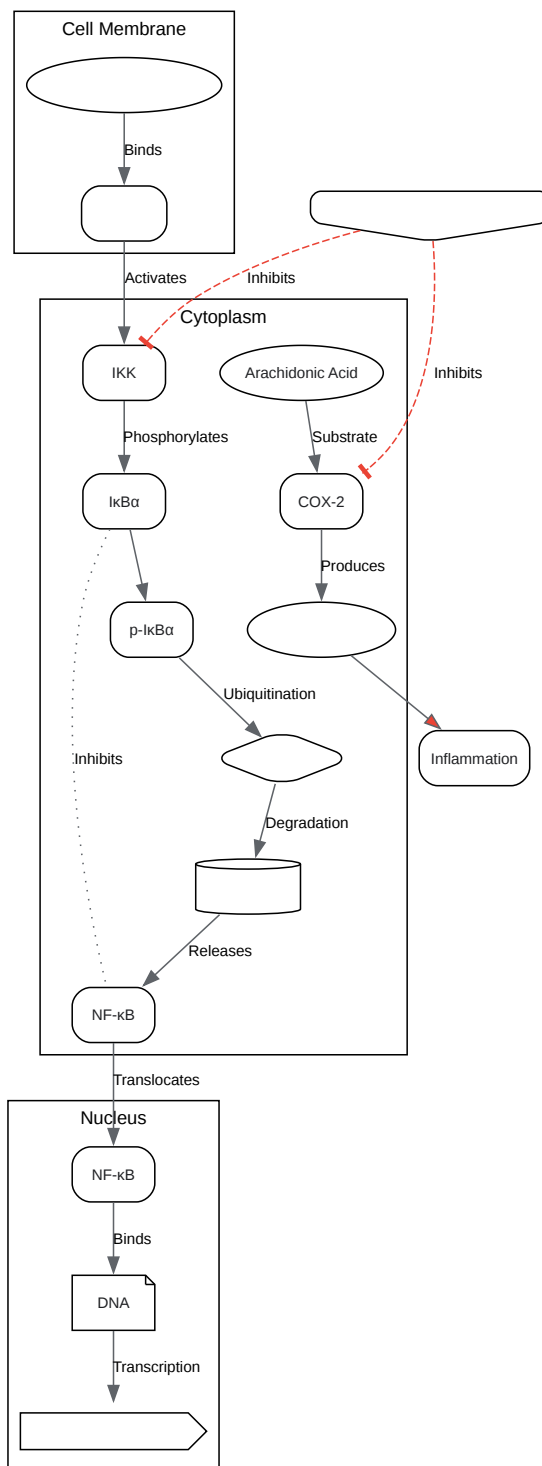 Cell Membrane
Binds
Activates
Inhibits
Cytoplasm
IKK
Arachidonic Acid
Inhibits
Phosphorylates
Substrate
IκBα
COX-2
Produces
p-IκBα
Ubiquitination
Inhibits
Inflammation
Degradation
Releases
NF-κB
Translocates
Nucleus
NF-κB
Binds
DNA
Transcription